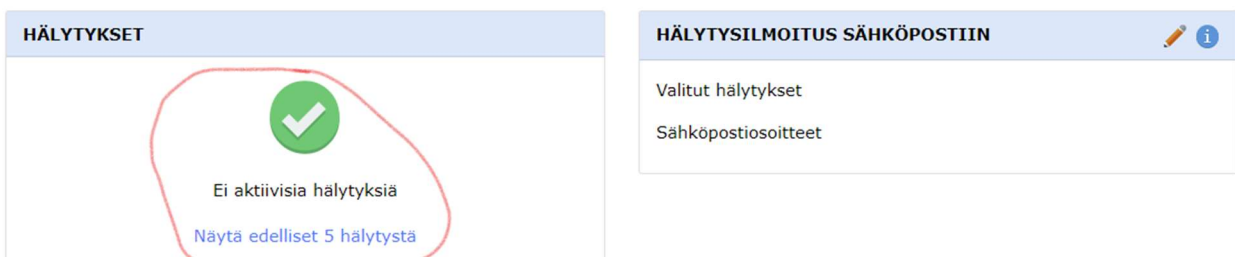 HÄLYTYKSET
Ei aktiivisia hälytyksiä
Näytä edelliset 5 hälytystä
HÄLYTYSILMOITUS SÄHKÖPOSTIIN
Valitut hälytykset
Sähköpostiosoitteet